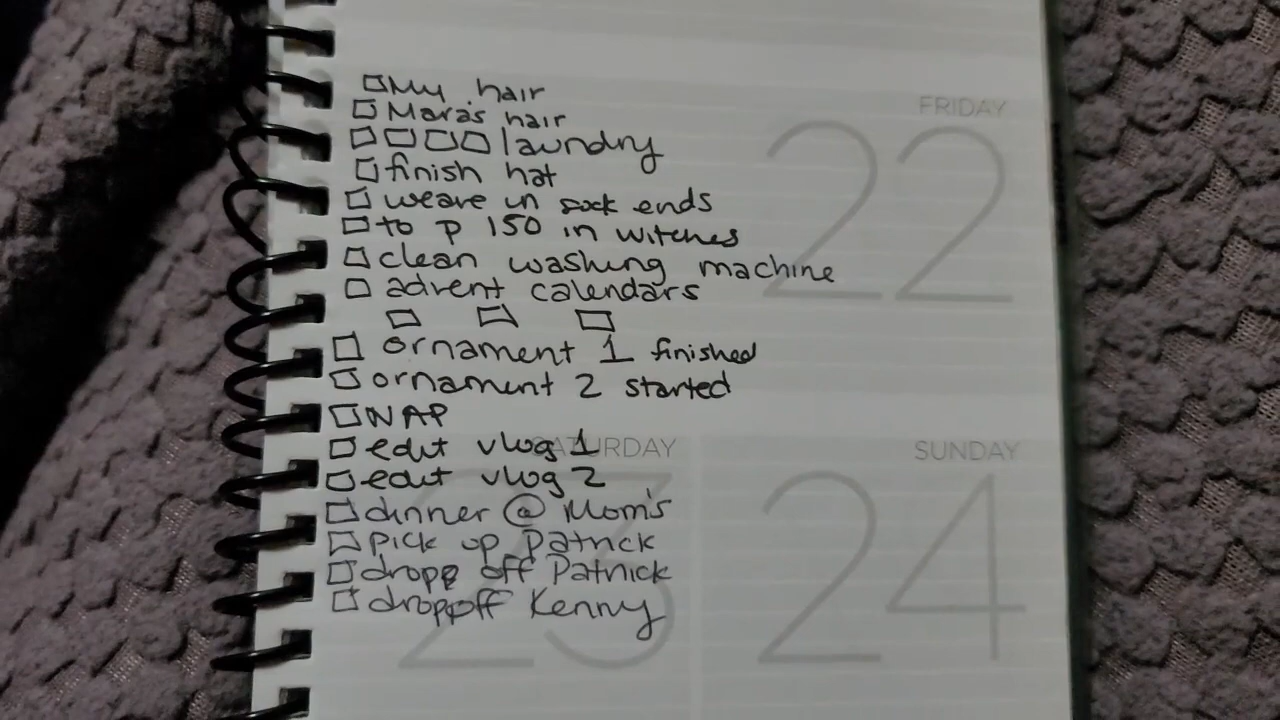 FRIDAY
22
☐ My hair
☐ Mara's hair
☐ ☐ ☐ ☐ laundry
☐ finish hat
☐ weave in sock ends
☐ to p 150 in witches
☐ clean washing machine
☐ advent calendars
☐ ☐ ☐
☐ ornament 1 finished
☐ ornament 2 started
☐ NAP
☐ edit vlog 1
☐ edit vlog 2
☐ dinner @ Mom's
☐ pick up Patrick
☐ drop off Patrick
☐ dropoff Kenny
SATURDAY
23
SUNDAY
24